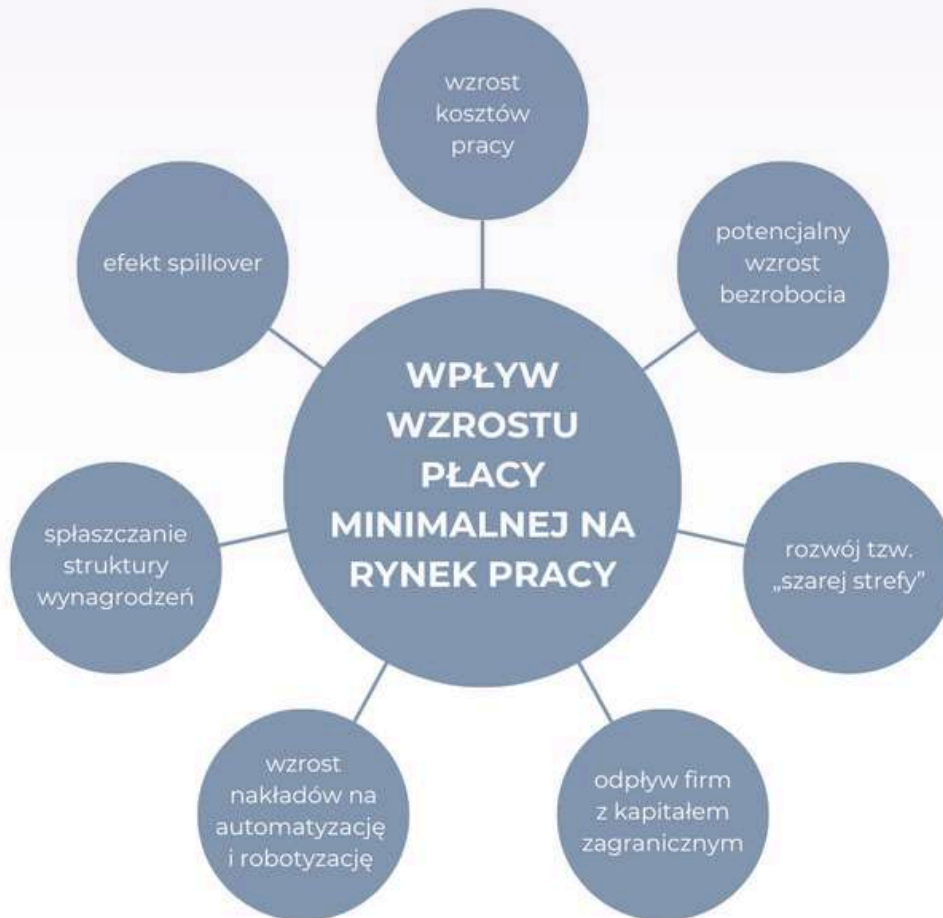 wzrost
kosztów
pracy
potencjalny
wzrost
bezrobocia
efekt spillover
WPŁYW
WZROSTU
PŁACY
MINIMALNEJ NA
RYNEK PRACY
spłaszczanie
struktury
wynagrodzeń
rozwój tzw.
„szarej strefy”
wzrost
nakładów na
automatyzację
i robotyzację
odpływ firm
z kapitałem
zagranicznym